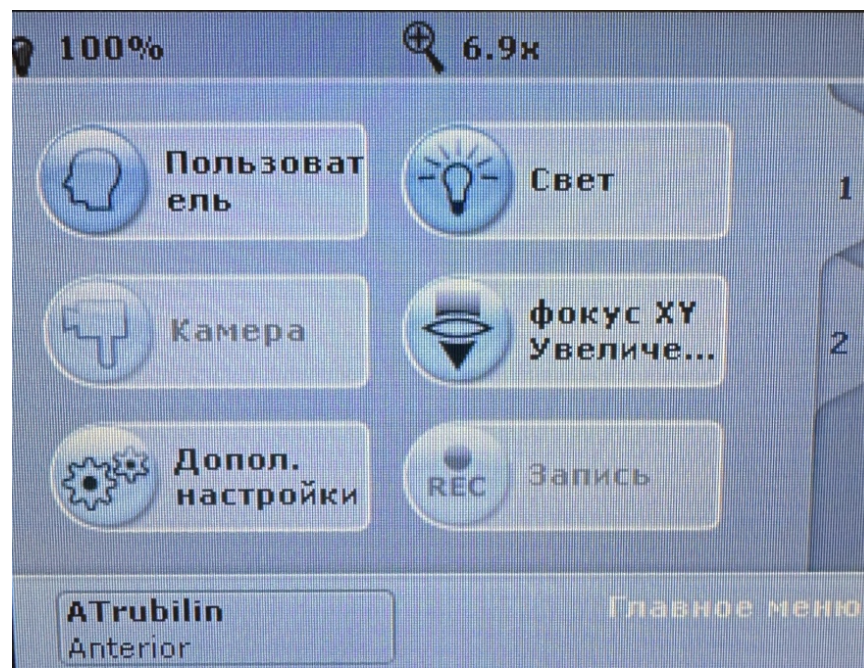 100%
6.9x
Пользоват
ель
Свет
1
Камера
фокус XY
Увеличе...
2
Допол.
настройки
REC
Запись
ATrubilin
Anterior
Главное меню